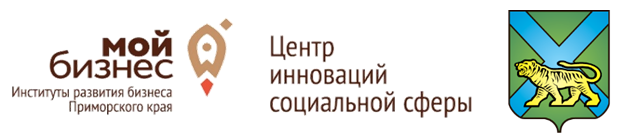 мой
бизнес
Институты развития бизнеса
Приморского края
Центр
инноваций
социальной сферы